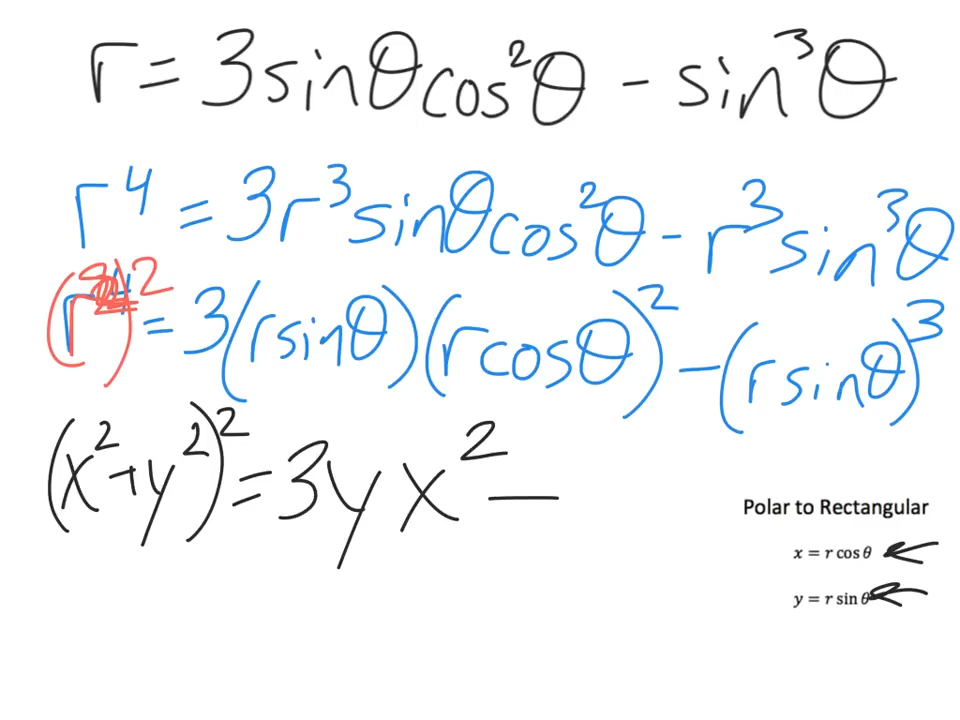 r = 3sinθcos²θ - sin³θ
r⁴ = 3r³sinθcos²θ - r³sin³θ
(r²)² = 3(rsinθ)(rcosθ)² - (rsinθ)³
(x²+y²)² = 3yx² -
Polar to Rectangular
x = r cos θ
y = r sin θ